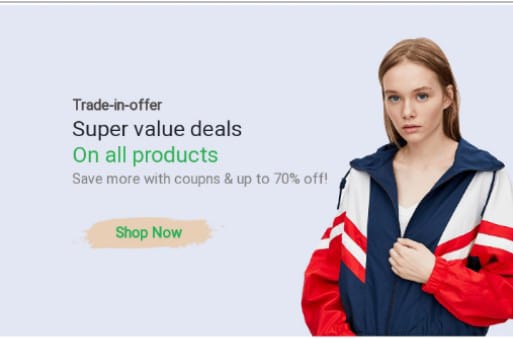 Trade-in-offer
Super value deals
On all products
Save more with coupns & up to 70% off!
Shop Now